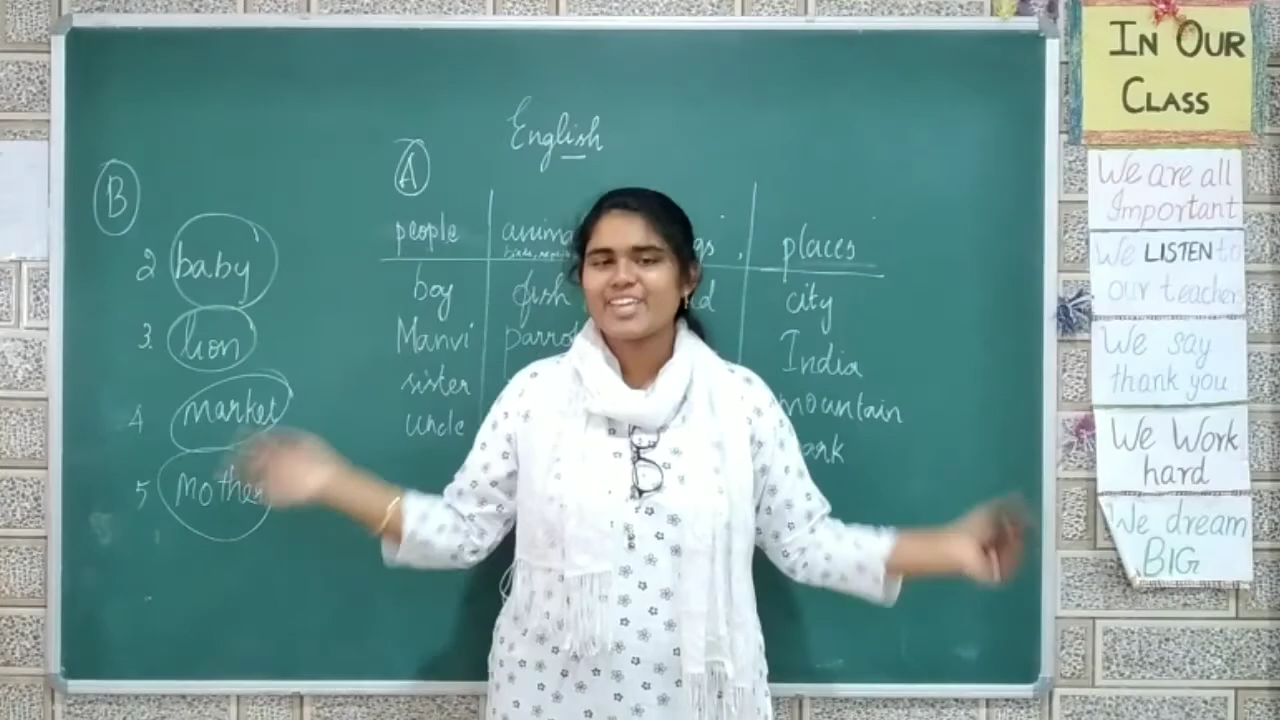 English
B
2 baby
3. lion
4 market
5 mother
A
people
places
boy
fish
city
Manvi
India
sister
mountain
uncle
IN OUR
CLASS
We are all
Important
We LISTEN to
our teachers
We say
thank you
We Work
hard
We dream
BIG